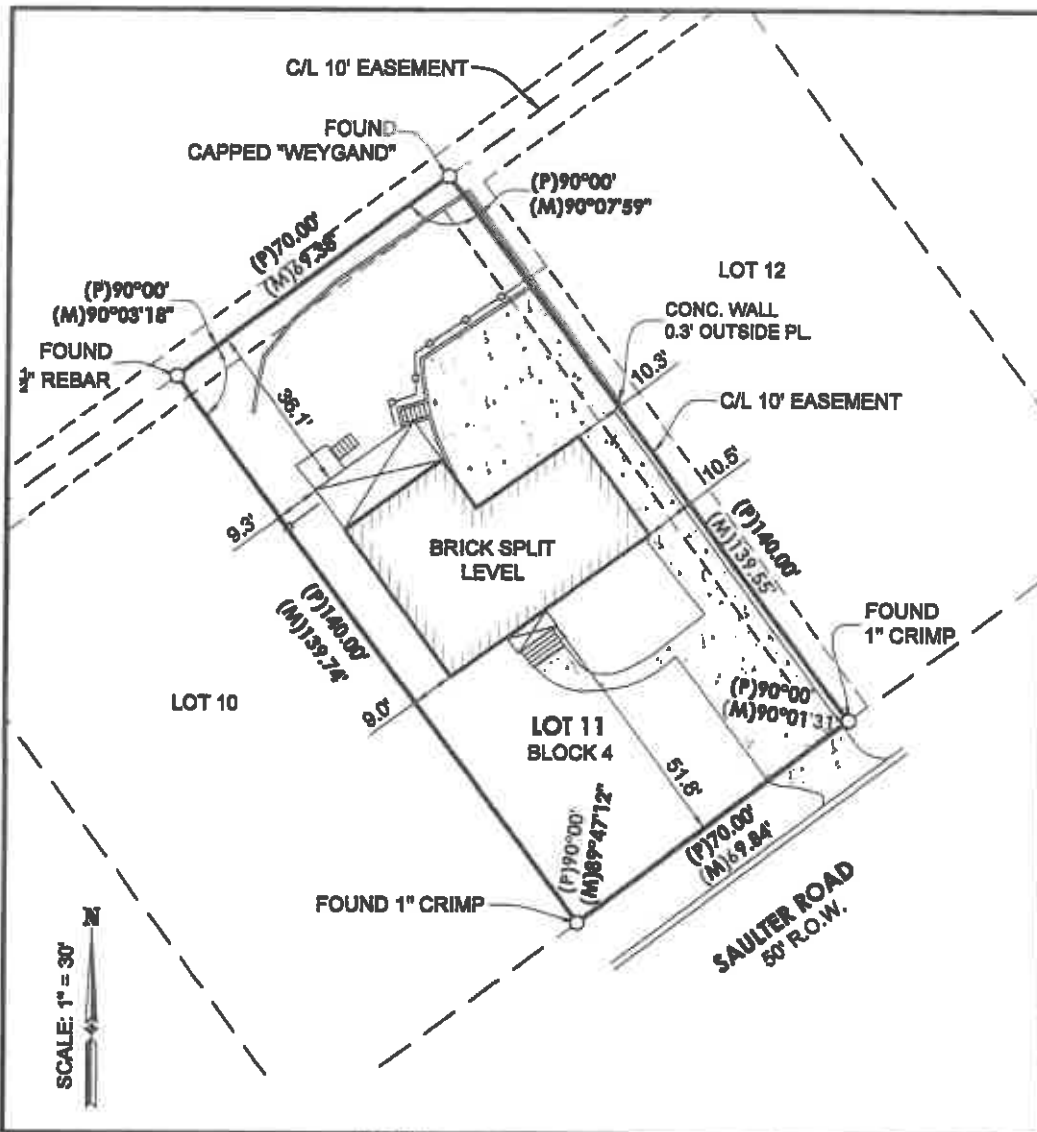 C/L 10' EASEMENT
FOUND
CAPPED "WEYGAND"
(P)90°00'
(M)90°07'59"
(P)70.00'
(M)69.38'
(P)90°00'
(M)90°03'18"
LOT 12
FOUND
½" REBAR
CONC. WALL
0.3' OUTSIDE PL.
10.3'
C/L 10' EASEMENT
10.5'
9.3'
BRICK SPLIT
LEVEL
(P)140.00'
(M)139.55'
FOUND
1" CRIMP
(P)140.00'
(M)139.74'
(P)90°00'
(M)90°01'31"
LOT 10
9.0'
LOT 11
BLOCK 4
51.8'
(P)90°00'
(M)89°47'12"
(P)70.00'
(M)69.84'
FOUND 1" CRIMP
SAULTER ROAD
50' R.O.W.
N
SCALE: 1" = 30'